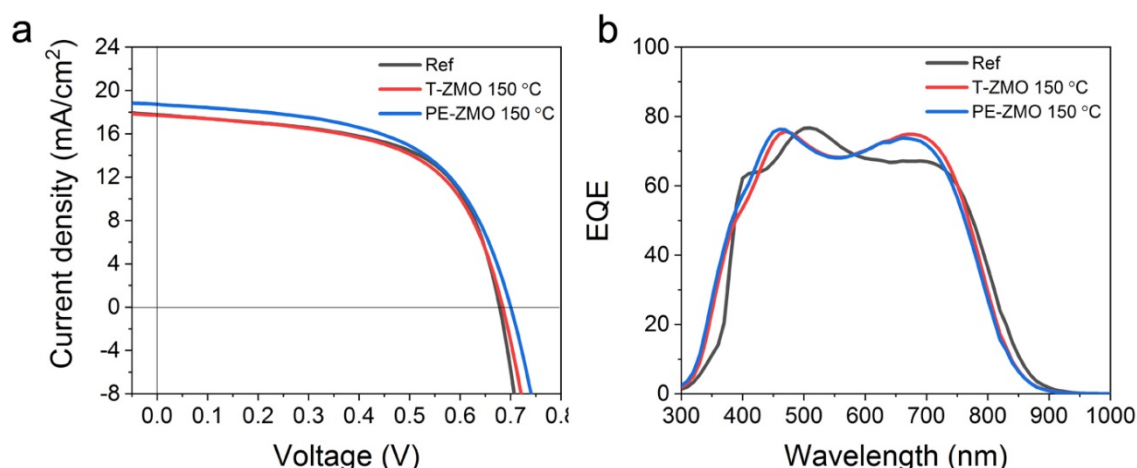 a
Current density (mA/cm²)
24
20
16
12
8
4
0
-4
-8
0.0 0.1 0.2 0.3 0.4 0.5 0.6 0.7 0.8
Voltage (V)
Ref
T-ZMO 150 °C
PE-ZMO 150 °C
b
EQE
100
80
60
40
20
0
300 400 500 600 700 800 900 1000
Wavelength (nm)
Ref
T-ZMO 150 °C
PE-ZMO 150 °C